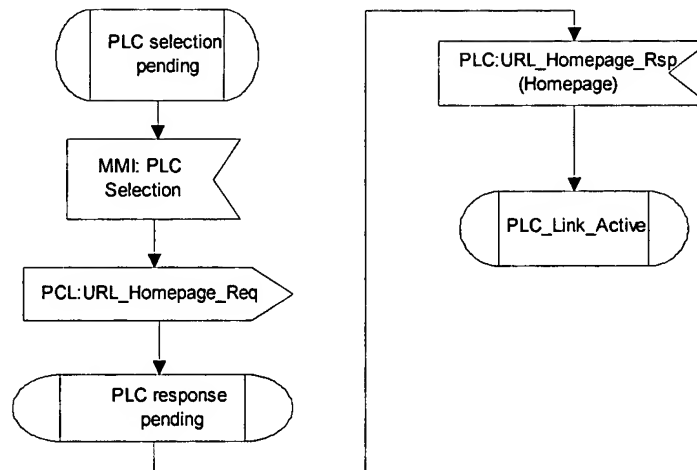 PLC selection
pending
MMI: PLC
Selection
PCL:URL_Homepage_Req
PLC response
pending
PLC:URL_Homepage_Rsp
(Homepage)
PLC_Link_Active